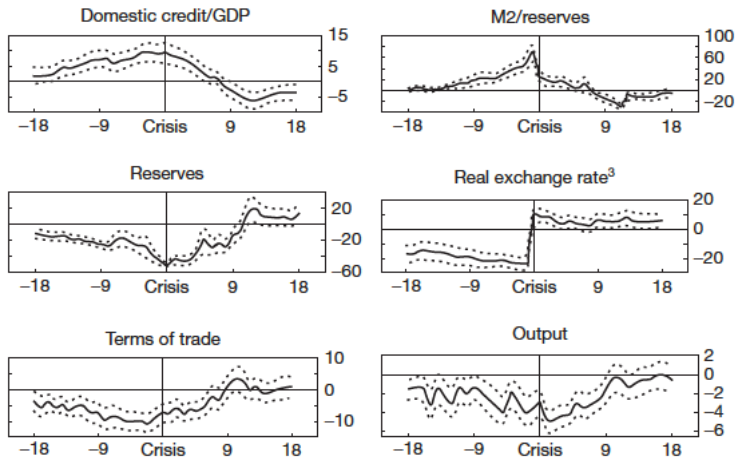 Domestic credit/GDP
15
5
–5
–18 –9 Crisis 9 18
M2/reserves
100
60
20
–20
–18 –9 Crisis 9 18
Reserves
20
–20
–60
–18 –9 Crisis 9 18
Real exchange rate³
20
0
–20
–18 –9 Crisis 9 18
Terms of trade
10
0
–10
–18 –9 Crisis 9 18
Output
2
0
–2
–4
–6
–18 –9 Crisis 9 18